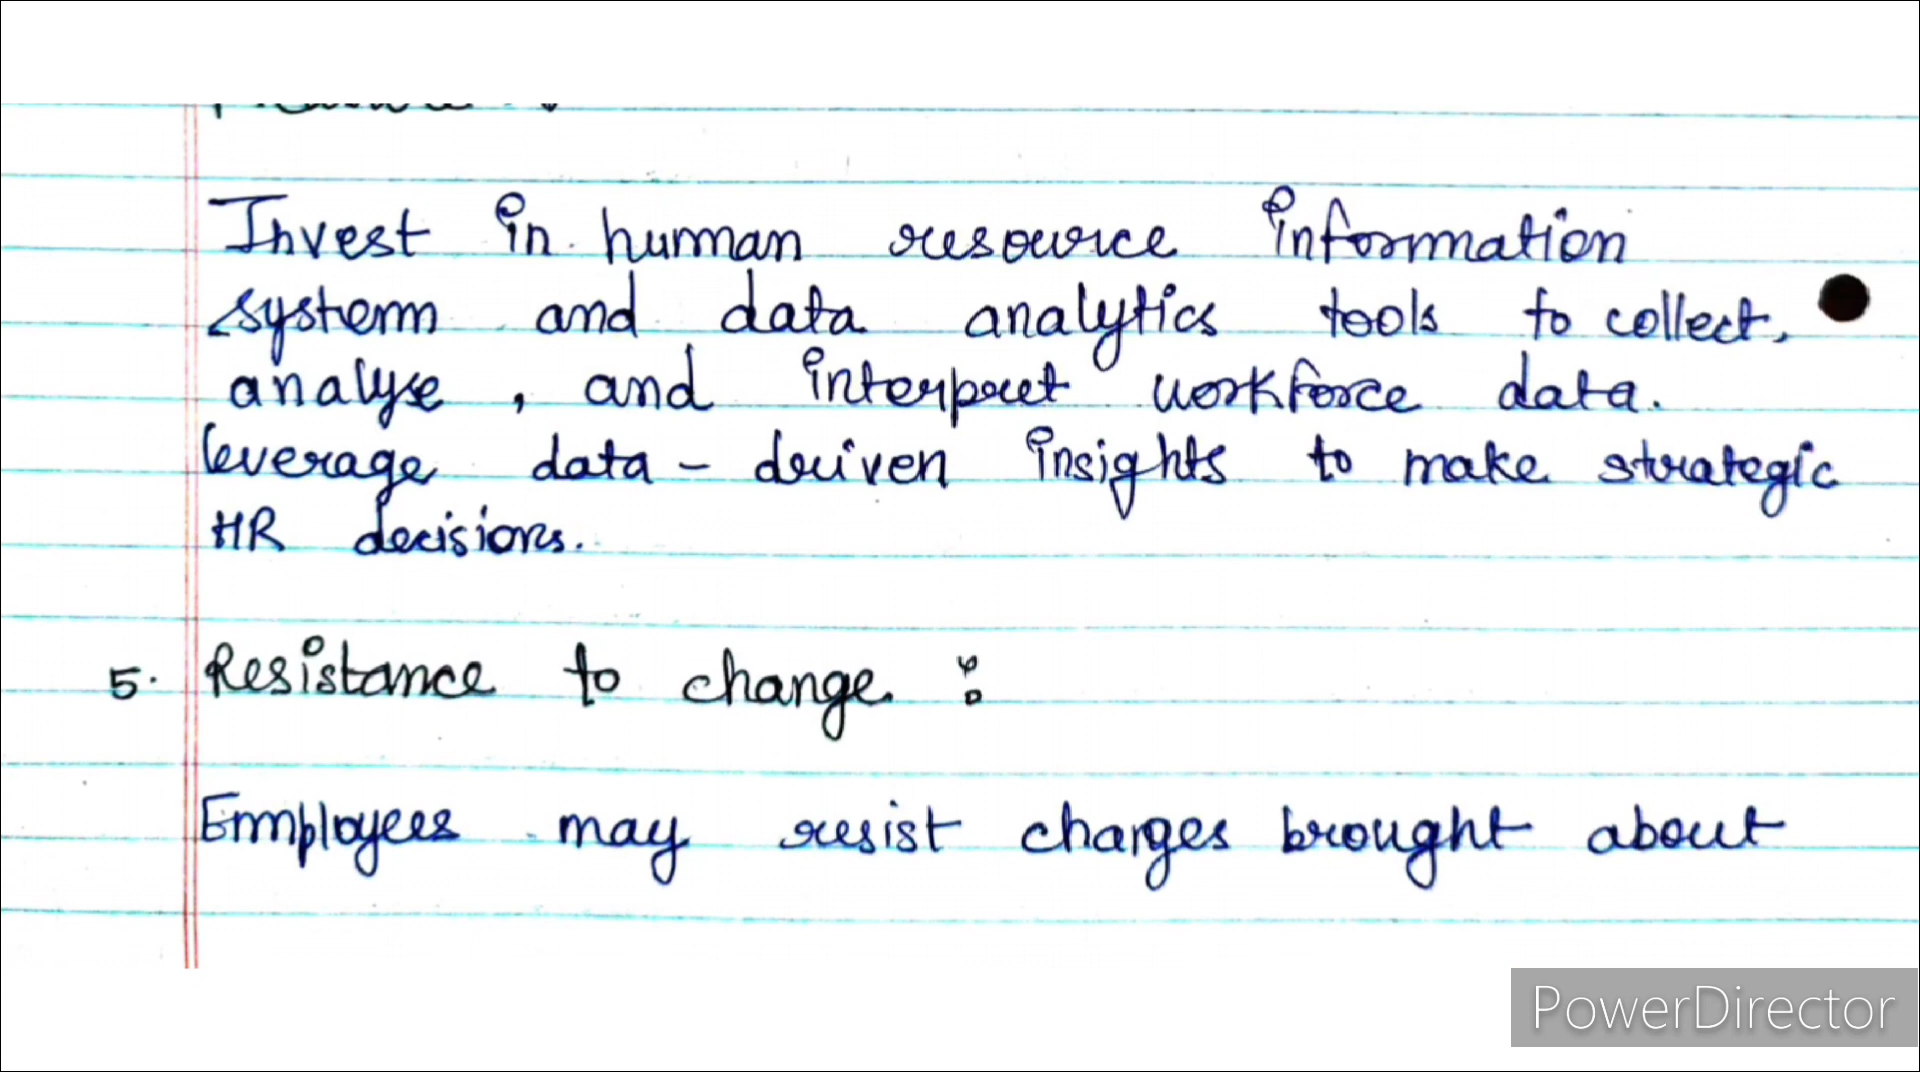 Invest in human resource information
system and data analytics tools to collect,
analyse , and interpret workforce data.
leverage data - driven insights to make strategic
HR decisions.
5. Resistance to change :
Employees may resist changes brought about
PowerDirector